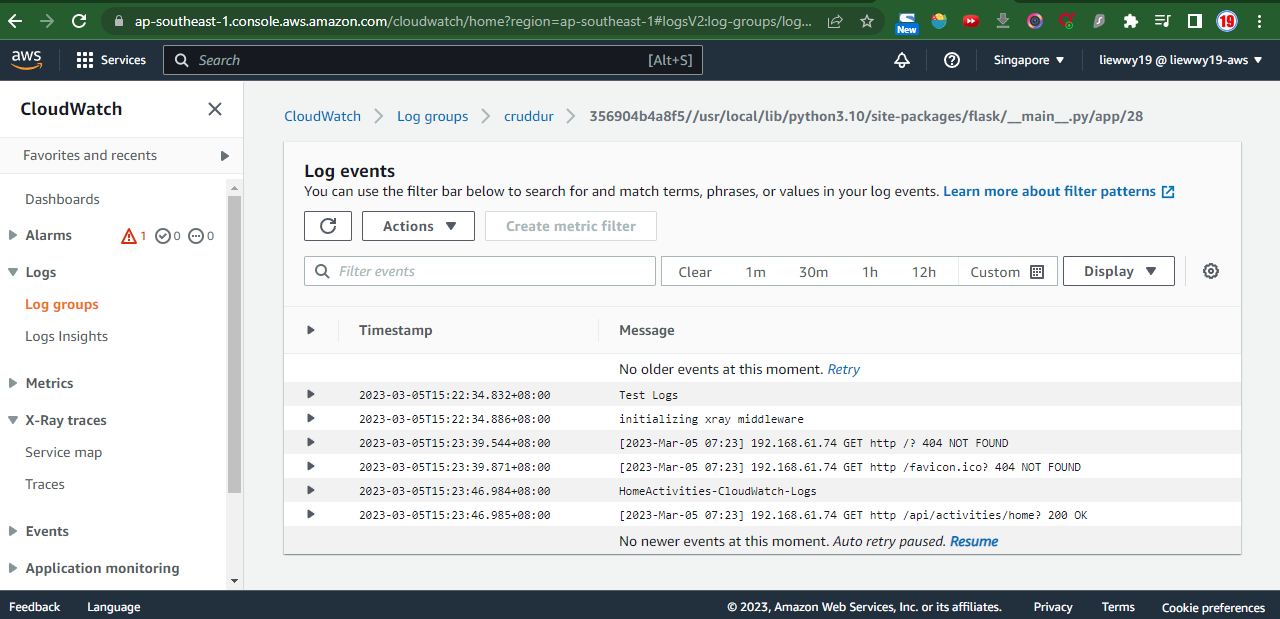 ap-southeast-1.console.aws.amazon.com/cloudwatch/home?region=ap-southeast-1#logsV2:log-groups/log...
New
19
aws
Services
Search
[Alt+S]
Singapore
liewwy19 @ liewwy19-aws
CloudWatch
Favorites and recents
Dashboards
Alarms 1 0 0
Logs
Log groups
Logs Insights
Metrics
X-Ray traces
Service map
Traces
Events
Application monitoring
CloudWatch > Log groups > cruddur > 356904b4a8f5//usr/local/lib/python3.10/site-packages/flask/__main__.py/app/28
Log events
You can use the filter bar below to search for and match terms, phrases, or values in your log events. Learn more about filter patterns
Actions
Create metric filter
Filter events
Clear 1m 30m 1h 12h Custom
Display
Timestamp Message
No older events at this moment. Retry
2023-03-05T15:22:34.832+08:00 Test Logs
2023-03-05T15:22:34.886+08:00 initializing xray middleware
2023-03-05T15:23:39.544+08:00 [2023-Mar-05 07:23] 192.168.61.74 GET http /? 404 NOT FOUND
2023-03-05T15:23:39.871+08:00 [2023-Mar-05 07:23] 192.168.61.74 GET http /favicon.ico? 404 NOT FOUND
2023-03-05T15:23:46.984+08:00 HomeActivities-CloudWatch-Logs
2023-03-05T15:23:46.985+08:00 [2023-Mar-05 07:23] 192.168.61.74 GET http /api/activities/home? 200 OK
No newer events at this moment. Auto retry paused. Resume
Feedback Language © 2023, Amazon Web Services, Inc. or its affiliates. Privacy Terms Cookie preferences